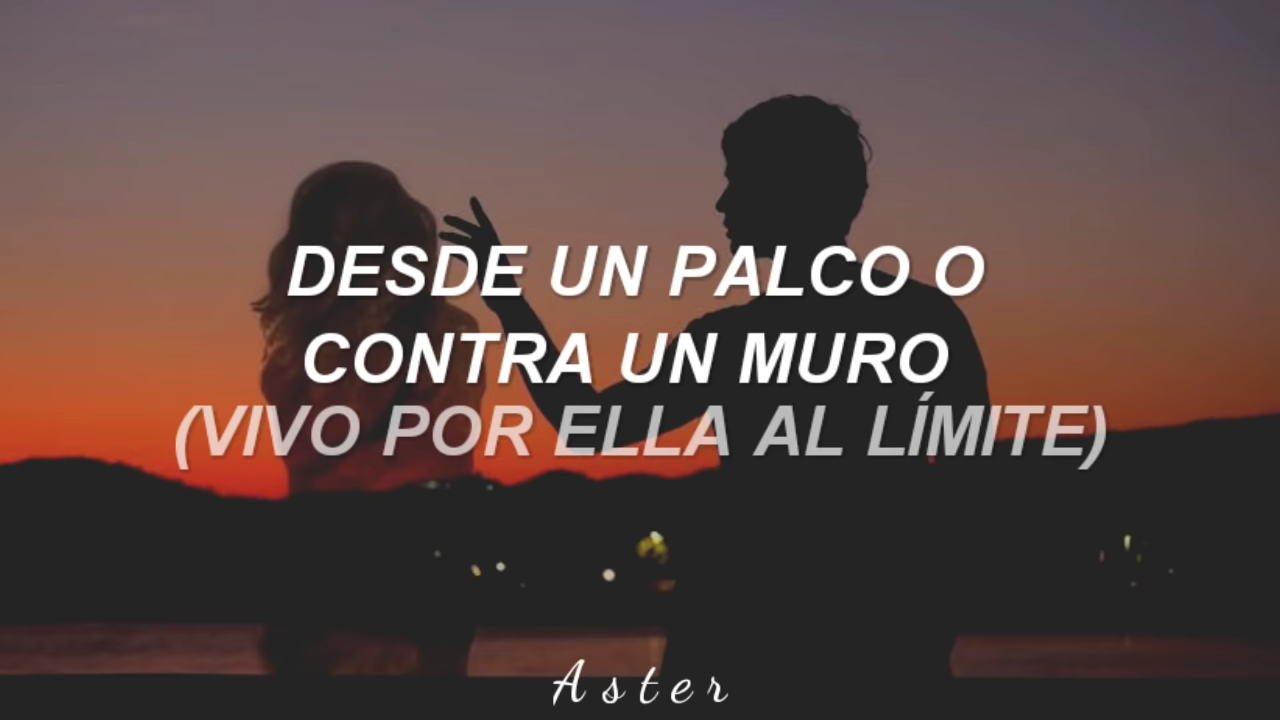 DESDE UN PALCO O
CONTRA UN MURO
(VIVO POR ELLA AL LÍMITE)
Aster